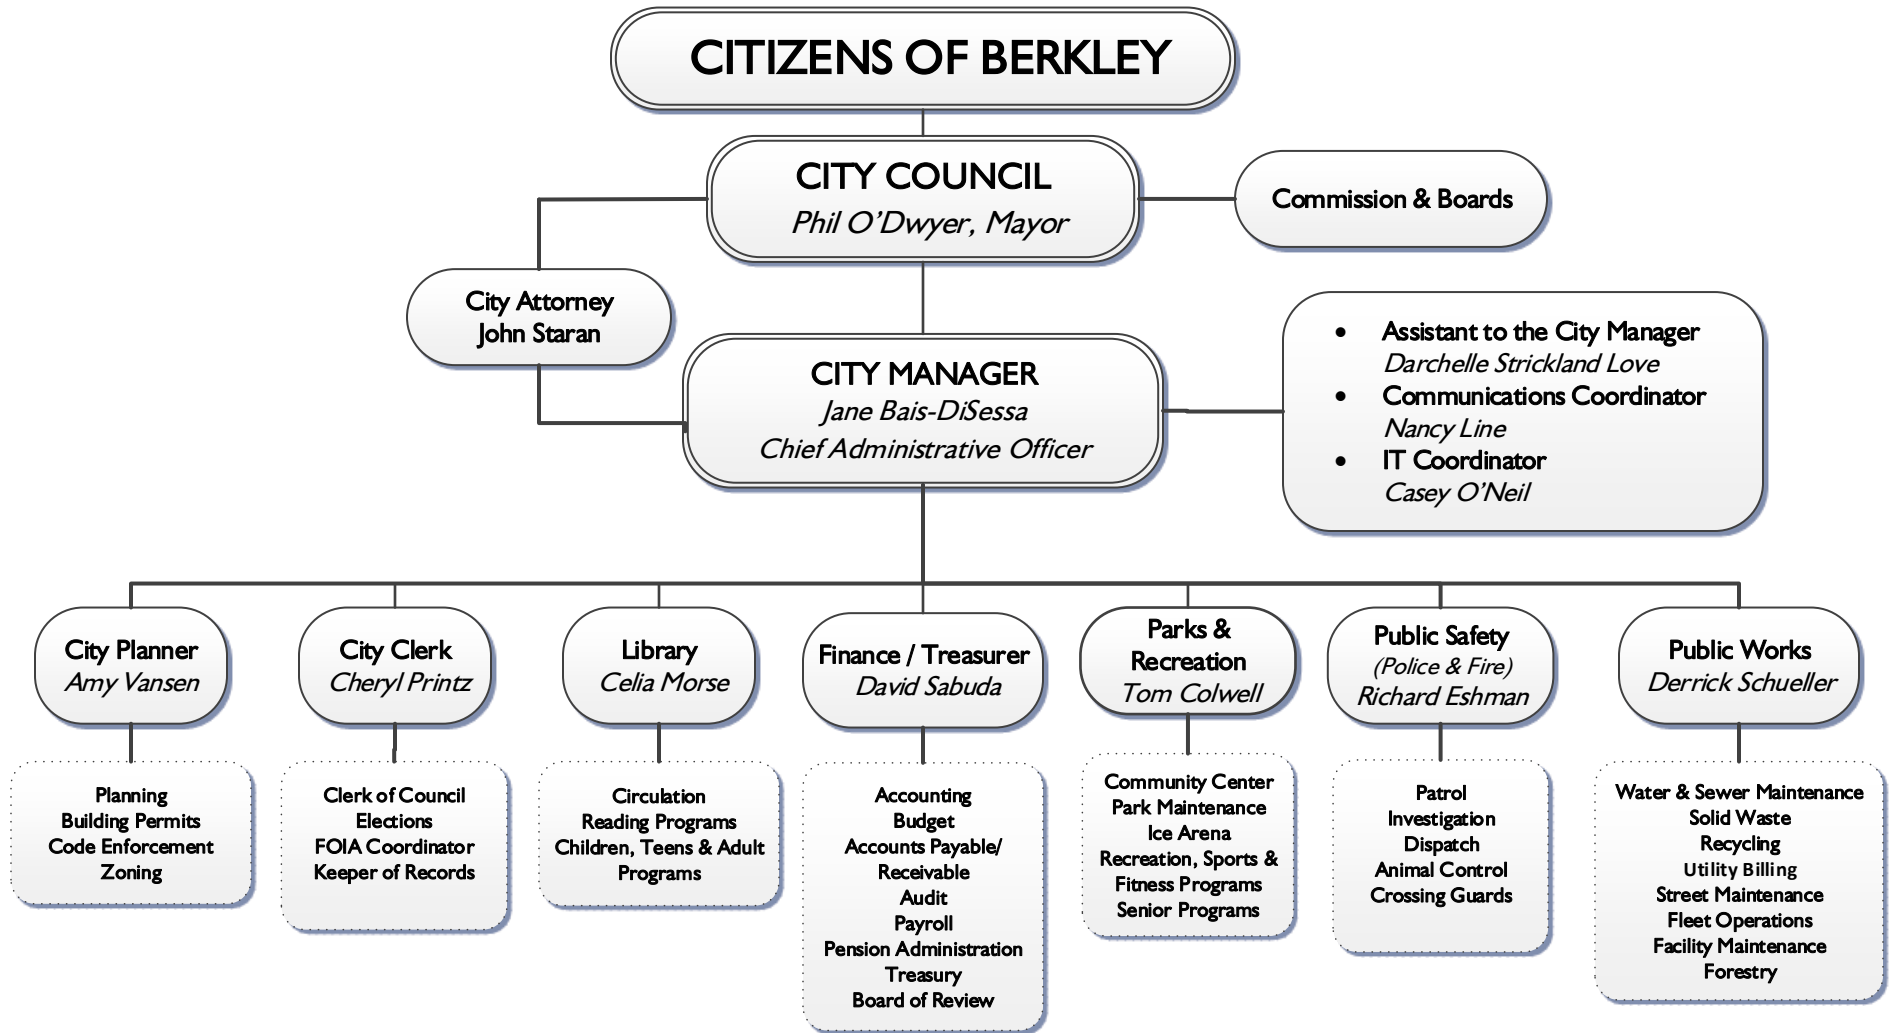 CITIZENS OF BERKLEY
CITY COUNCIL
Phil O'Dwyer, Mayor
Commission & Boards
City Attorney
John Staran
CITY MANAGER
Jane Bais-DiSessa
Chief Administrative Officer
• Assistant to the City Manager
Darchelle Strickland Love
• Communications Coordinator
Nancy Line
• IT Coordinator
Casey O'Neil
City Planner
Amy Vansen
City Clerk
Cheryl Printz
Library
Celia Morse
Finance / Treasurer
David Sabuda
Parks &
Recreation
Tom Colwell
Public Safety
(Police & Fire)
Richard Eshman
Public Works
Derrick Schueller
Planning
Building Permits
Code Enforcement
Zoning
Clerk of Council
Elections
FOIA Coordinator
Keeper of Records
Circulation
Reading Programs
Children, Teens & Adult
Programs
Accounting
Budget
Accounts Payable/
Receivable
Audit
Payroll
Pension Administration
Treasury
Board of Review
Community Center
Park Maintenance
Ice Arena
Recreation, Sports &
Fitness Programs
Senior Programs
Patrol
Investigation
Dispatch
Animal Control
Crossing Guards
Water & Sewer Maintenance
Solid Waste
Recycling
Utility Billing
Street Maintenance
Fleet Operations
Facility Maintenance
Forestry